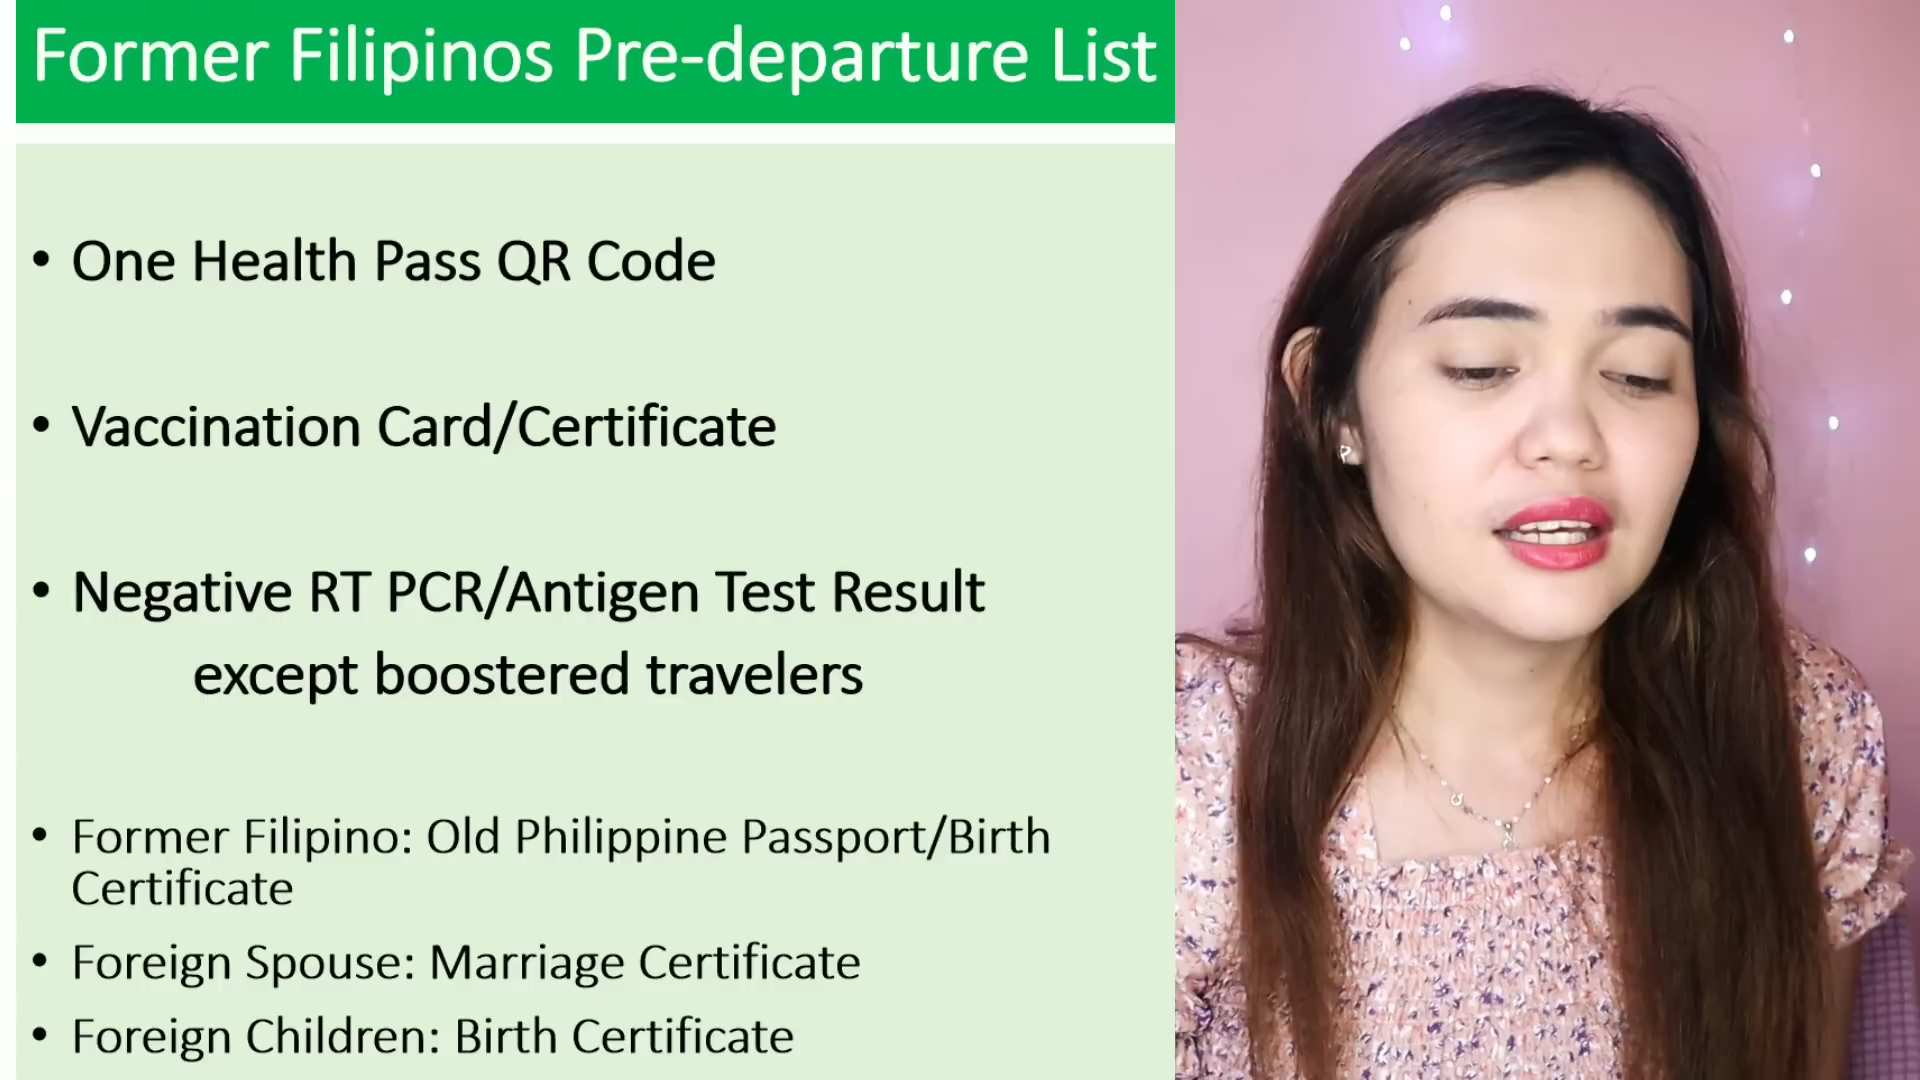 Former Filipinos Pre-departure List
• One Health Pass QR Code
• Vaccination Card/Certificate
• Negative RT PCR/Antigen Test Result
except boostered travelers
• Former Filipino: Old Philippine Passport/Birth
Certificate
• Foreign Spouse: Marriage Certificate
• Foreign Children: Birth Certificate